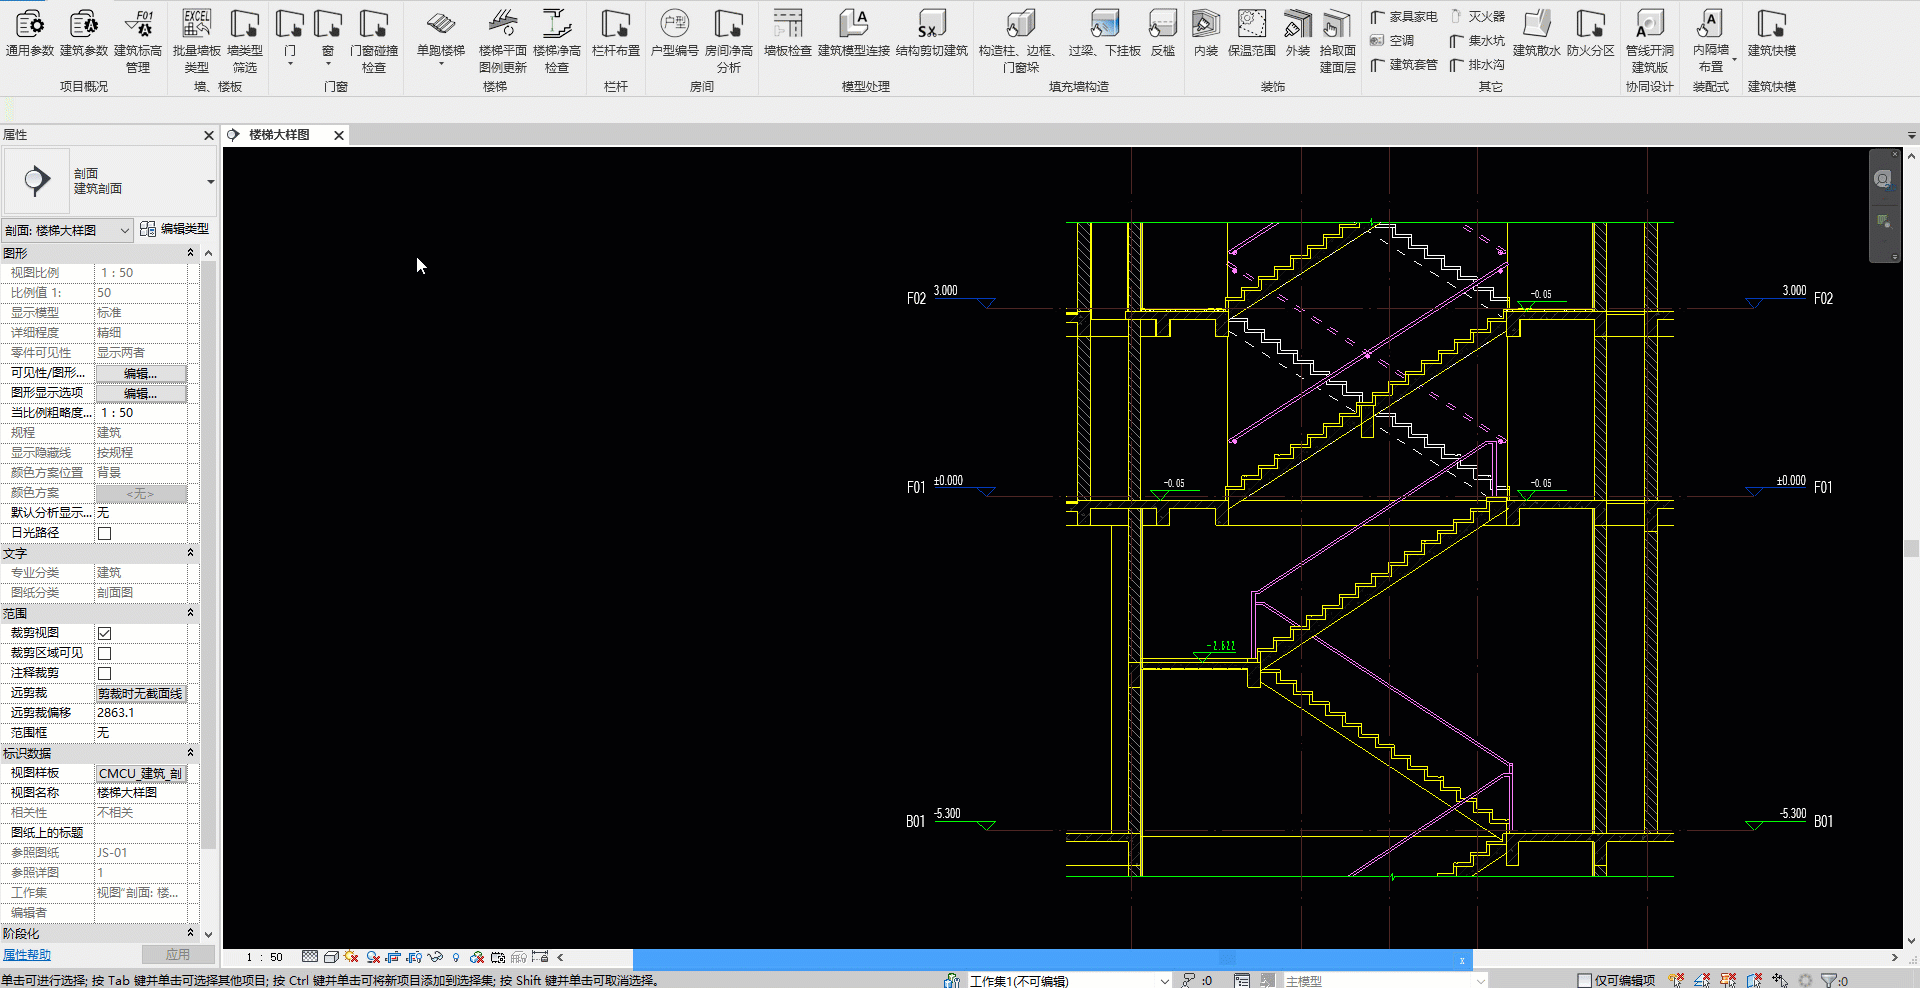 通用参数
建筑参数
建筑标高
管理
批量墙板
类型
墙类型
筛选
门
窗
门窗碰撞
检查
单跑楼梯
楼梯平面
图例更新
楼梯净高
检查
栏杆布置
户型编号
房间净高
分析
墙板检查
建筑模型连接
结构剪切建筑
构造柱、边框、
门窗垛
过梁、下挂板
反槛
内装
保温范围
外装
拾取面
建面层
家具家电
空调
建筑套管
灭火器
集水坑
排水沟
建筑散水
防火分区
管线开洞
建筑版
内隔墙
布置
建筑快模
项目概况
墙、楼板
门窗
楼梯
栏杆
房间
模型处理
填充墙构造
装饰
其它
协同设计
装配式
建筑快模
属性
楼梯大样图
剖面
建筑剖面
剖面: 楼梯大样图
编辑类型
图形
视图比例 1 : 50
比例值 1: 50
显示模型 标准
详细程度 精细
零件可见性 显示两者
可见性/图形... 编辑...
图形显示选项 编辑...
当比例粗略度... 1 : 50
规程 建筑
显示隐藏线 按规程
颜色方案位置 背景
颜色方案 <无>
默认分析显示... 无
日光路径
文字
专业分类 建筑
图纸分类 剖面图
范围
裁剪视图
裁剪区域可见
注释裁剪
远剪裁 剪裁时无截面线
远剪裁偏移 2863.1
范围框 无
标识数据
视图样板 CMCU_建筑_剖
视图名称 楼梯大样图
相关性 不相关
图纸上的标题
参照图纸 JS-01
参照详图 1
工作集 视图"剖面: 楼...
编辑者
阶段化
属性帮助 应用
F02 3.000
-0.05
3.000 F02
F01 ±0.000
-0.05
-0.05
±0.000 F01
-2.622
B01 -5.300
-5.300 B01
1 : 50
单击可进行选择; 按 Tab 键并单击可选择其他项目; 按 Ctrl 键并单击可将新项目添加到选择集; 按 Shift 键并单击可取消选择。
工作集1(不可编辑)
:0
主模型
仅可编辑项
:0